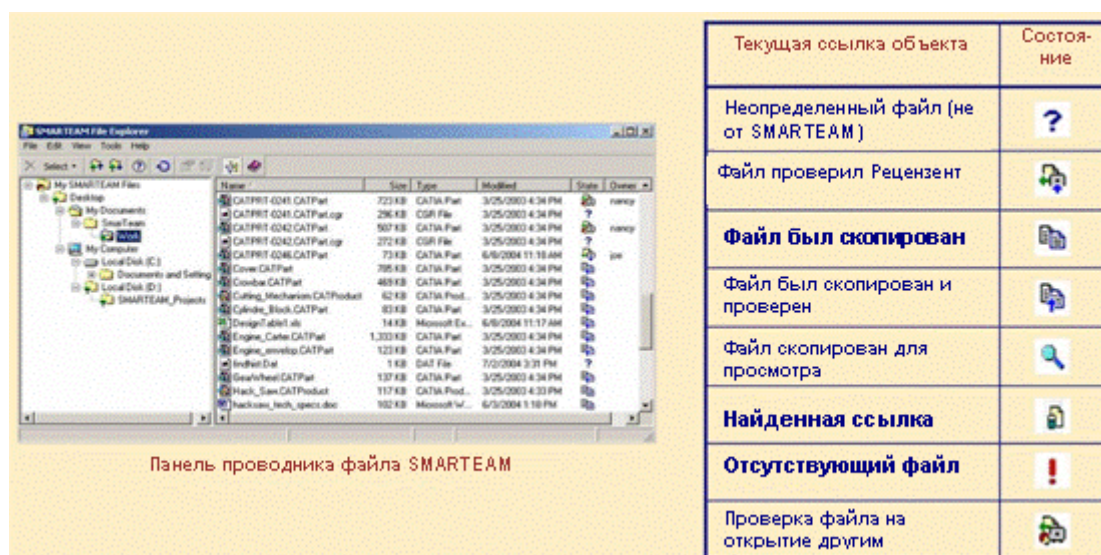 SMARTEAM File Explorer
File Edit View Tools Help
Select
My SMARTEAM Files
Desktop
My Documents
SmarTeam
Work
My Computer
Local Disk (C:)
Documents and Setting
Local Disk (D:)
SMARTEAM_Projects
Name Size Type Modified State Owner
CATPRT-0241.CATPart 723 KB CATIA Part 3/25/2003 4:34 PM nancy
CATPRT-0241.CATPart.cgr 296 KB CGR File 3/25/2003 4:34 PM ?
CATPRT-0242.CATPart 507 KB CATIA Part 3/25/2003 4:34 PM nancy
CATPRT-0242.CATPart.cgr 272 KB CGR File 3/25/2003 4:34 PM ?
CATPRT-0246.CATPart 73 KB CATIA Part 6/8/2004 11:18 AM joe
Cover.CATPart 705 KB CATIA Part 3/25/2003 4:34 PM
Crowbar.CATPart 469 KB CATIA Part 3/25/2003 4:34 PM
Cutting_Mechanism.CATProduct 62 KB CATIA Prod... 3/25/2003 4:34 PM
Cylindre_Block.CATPart 83 KB CATIA Part 3/25/2003 4:34 PM
DesignTable1.xls 14 KB Microsoft Ex... 6/8/2004 11:17 AM
Engine_Carter.CATPart 1,333 KB CATIA Part 3/25/2003 4:34 PM
Engine_envelop.CATPart 123 KB CATIA Part 3/25/2003 4:34 PM
findhist.Dat 1 KB DAT File 7/2/2004 3:31 PM ?
GearWheel.CATPart 137 KB CATIA Part 3/25/2003 4:34 PM
Hack_Saw.CATProduct 117 KB CATIA Prod... 3/25/2003 4:33 PM
hacksaw_tech_specs.doc 102 KB Microsoft W... 6/3/2004 1:10 PM
Панель проводника файла SMARTEAM
Текущая ссылка объекта
Состоя-
ние
Неопределенный файл (не
от SMARTEAM)
?
Файл проверил Рецензент
Файл был скопирован
Файл был скопирован и
проверен
Файл скопирован для
просмотра
Найденная ссылка
Отсутствующий файл
!
Проверка файла на
открытие другим